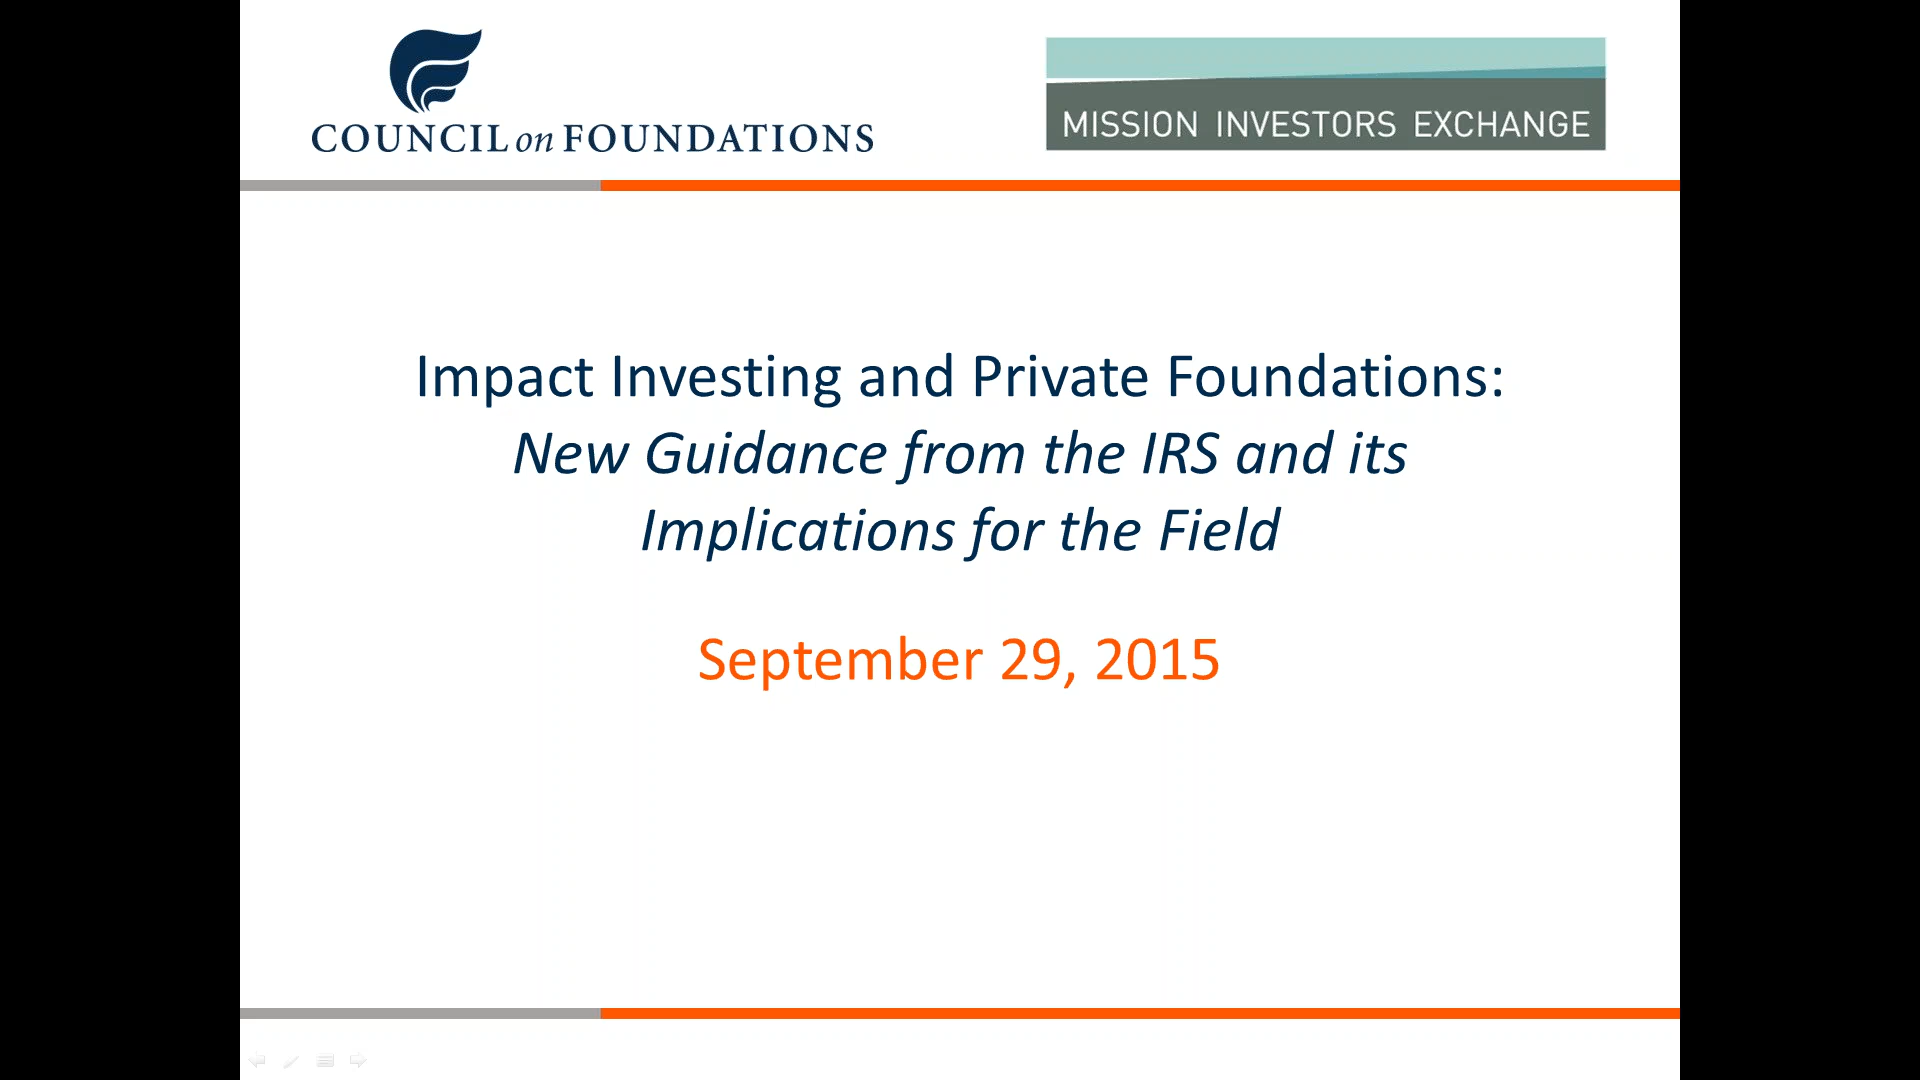 COUNCIL on FOUNDATIONS
MISSION INVESTORS EXCHANGE
Impact Investing and Private Foundations:
New Guidance from the IRS and its
Implications for the Field
September 29, 2015